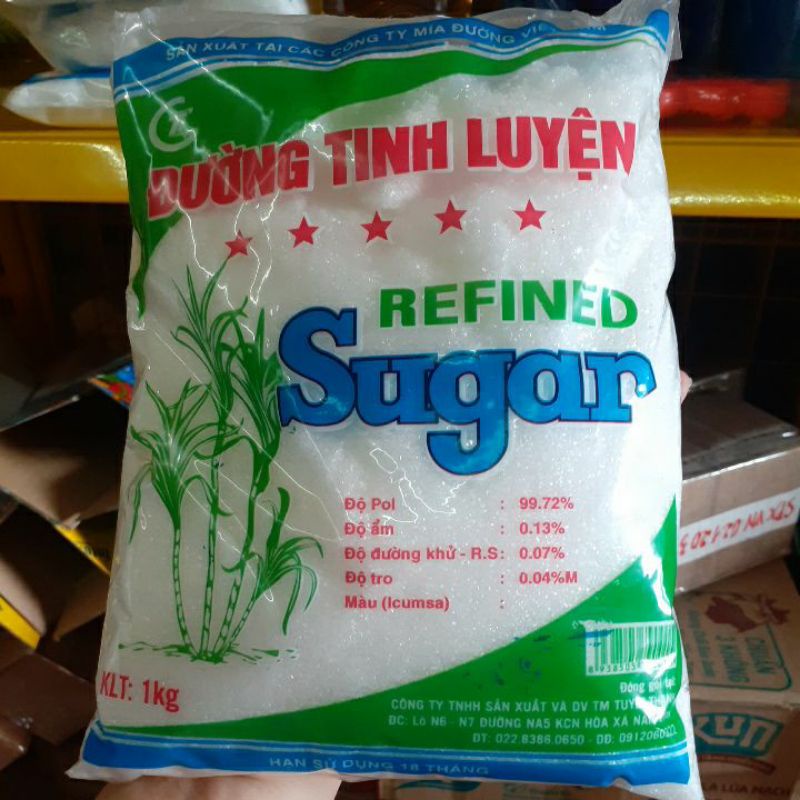 SẢN XUẤT TẠI CÁC CÔNG TY MÍA ĐƯỜNG
ĐƯỜNG TINH LUYỆN
REFINED
Sugar
Độ Pol : 99.72%
Độ ẩm : 0.13%
Độ đường khử - R.S : 0.07%
Độ tro : 0.04%M
Màu (Icumsa) :
KLT: 1kg
Đóng
CÔNG TY TNHH SẢN XUẤT VÀ DV TM
ĐC: Lô N6 - N7 ĐƯỜNG NA5 KCN HÒA XÁ
ĐT: 022.8386.0650 - DĐ:
HẠN SỬ DỤNG 18 THÁNG